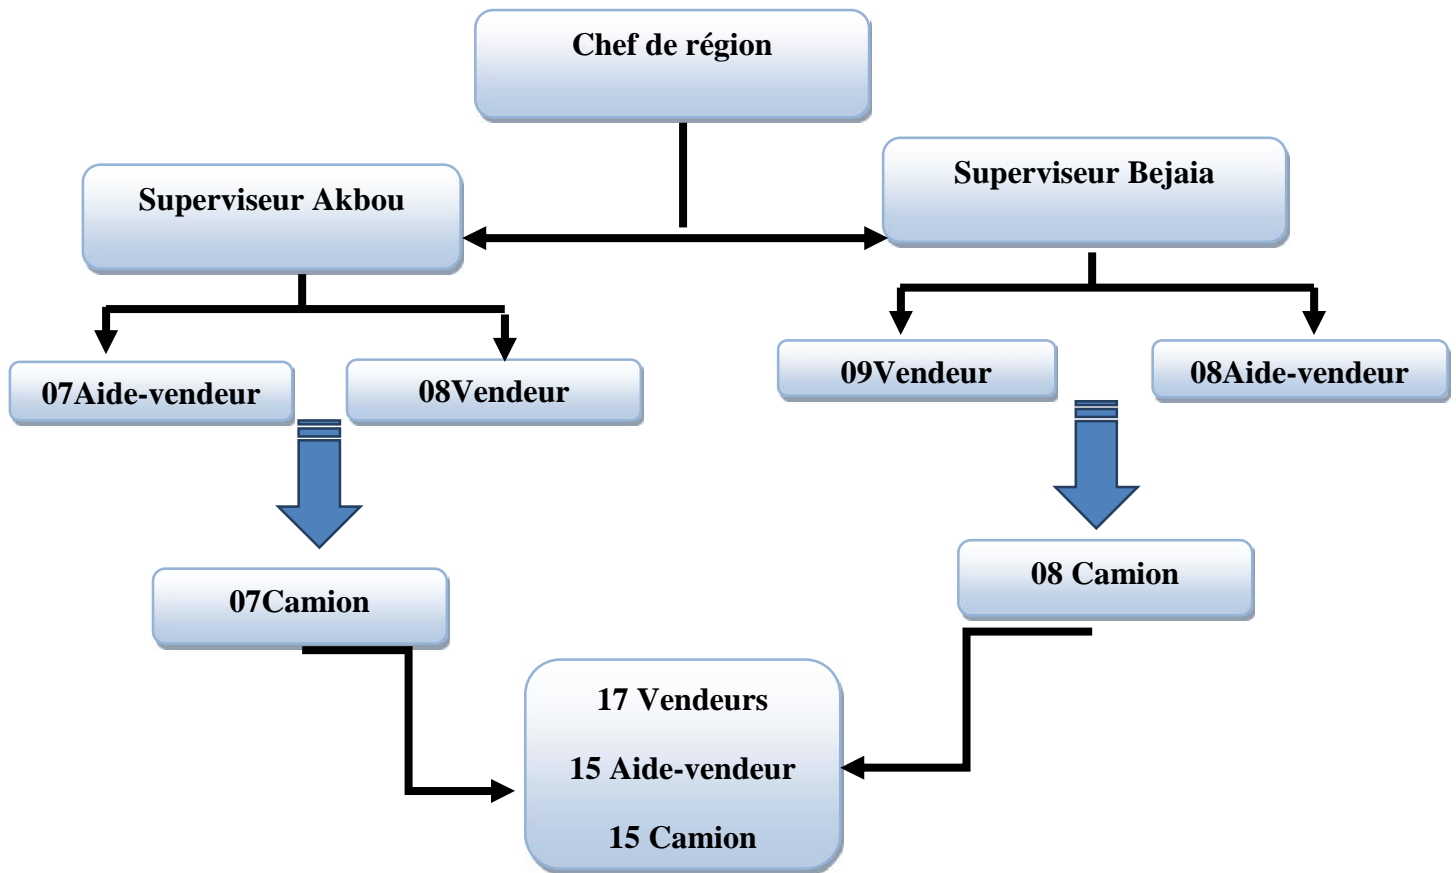 Chef de région
Superviseur Akbou
Superviseur Bejaia
07Aide-vendeur
08Vendeur
09Vendeur
08Aide-vendeur
07Camion
08 Camion
17 Vendeurs
15 Aide-vendeur
15 Camion